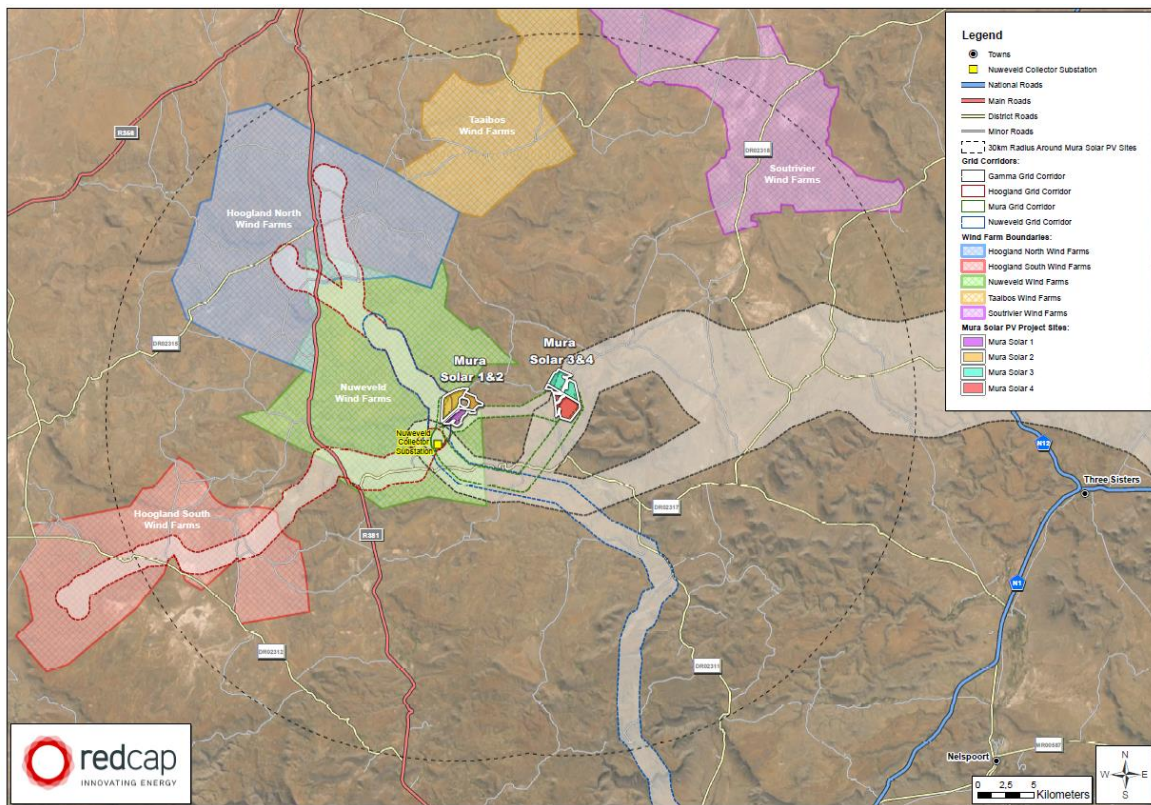 Legend
Towns
Nuweveld Collector Substation
National Roads
Main Roads
District Roads
Minor Roads
30km Radius Around Mura Solar PV Sites
Grid Corridors:
Gamma Grid Corridor
Hoogland Grid Corridor
Mura Grid Corridor
Nuweveld Grid Corridor
Wind Farm Boundaries:
Hoogland North Wind Farms
Hoogland South Wind Farms
Nuweveld Wind Farms
Taaibos Wind Farms
Soutrivier Wind Farms
Mura Solar PV Project Sites:
Mura Solar 1
Mura Solar 2
Mura Solar 3
Mura Solar 4
Taaibos
Wind Farms
DR02318
Soutrivier
Wind Farms
Hoogland North
Wind Farms
Mura
Solar 3&4
Mura
Solar 1&2
Nuweveld
Wind Farms
Nuweveld
Collector
Substation
N12
Three Sisters
DR02317
Hoogland South
Wind Farms
R381
N1
DR02312
DR02311
Nelspoort
MR00587
redcap
INNOVATING ENERGY
0 2,5 5
Kilometers
N
W E
S